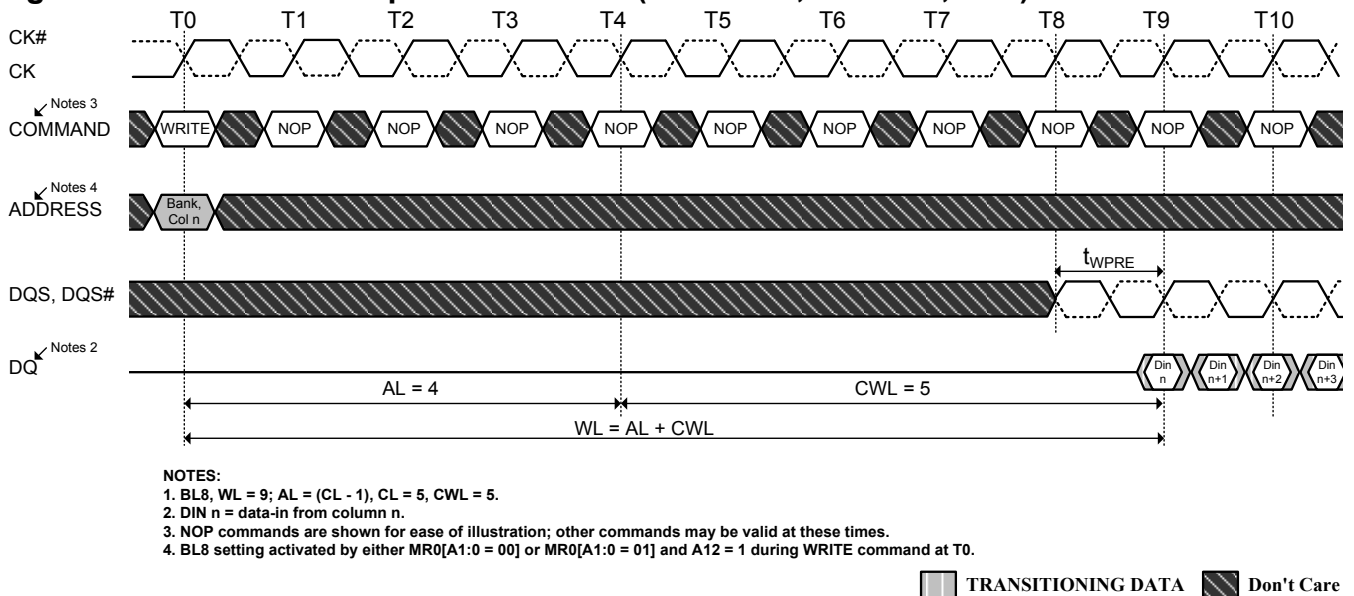 T0 T1 T2 T3 T4 T5 T6 T7 T8 T9 T10
CK#
CK
Notes 3
COMMAND WRITE NOP NOP NOP NOP NOP NOP NOP NOP NOP NOP
Notes 4
ADDRESS
Bank,
Col n
tWPRE
DQS, DQS#
Notes 2
DQ
Din n
Din n+1
Din n+2
Din n+3
AL = 4 CWL = 5
WL = AL + CWL
NOTES:
1. BL8, WL = 9; AL = (CL - 1), CL = 5, CWL = 5.
2. DIN n = data-in from column n.
3. NOP commands are shown for ease of illustration; other commands may be valid at these times.
4. BL8 setting activated by either MR0[A1:0 = 00] or MR0[A1:0 = 01] and A12 = 1 during WRITE command at T0.
TRANSITIONING DATA Don't Care